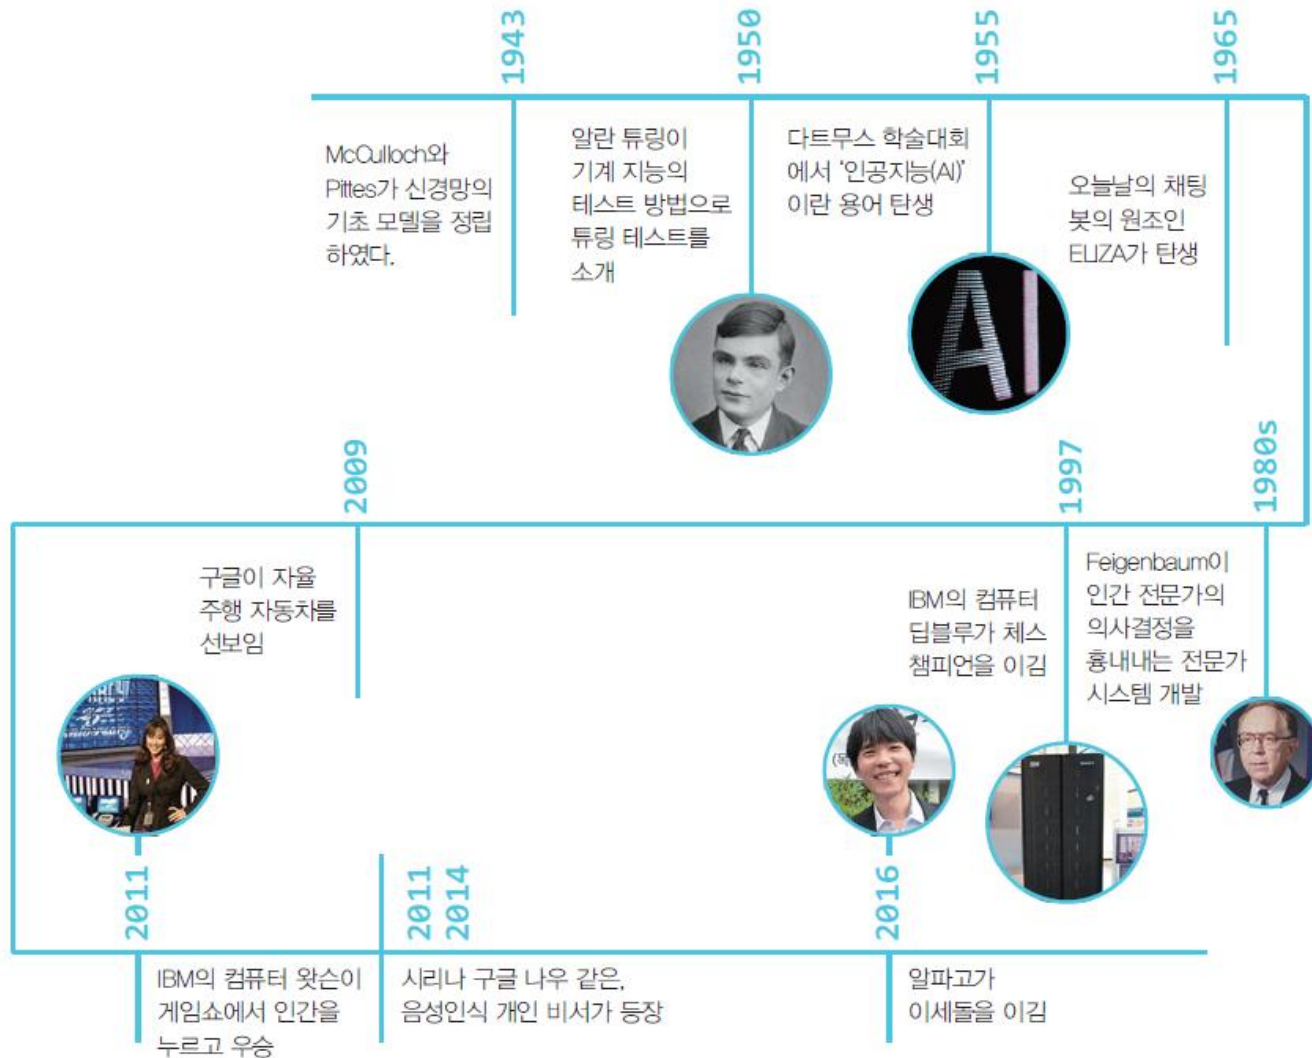 1943
McCulloch와
Pittes가 신경망의
기초 모델을 정립
하였다.
1950
알란 튜링이
기계 지능의
테스트 방법으로
튜링 테스트를
소개
1955
다트무스 학술대회
에서 '인공지능(AI)'
이란 용어 탄생
AI
1965
오늘날의 채팅
봇의 원조인
ELIZA가 탄생
1980s
Feigenbaum이
인간 전문가의
의사결정을
흉내내는 전문가
시스템 개발
1997
IBM의 컴퓨터
딥블루가 체스
챔피언을 이김
IBM
2009
구글이 자율
주행 자동차를
선보임
2011
IBM의 컴퓨터 왓슨이
게임쇼에서 인간을
누르고 우승
2011
2014
시리나 구글 나우 같은,
음성인식 개인 비서가 등장
2016
알파고가
이세돌을 이김